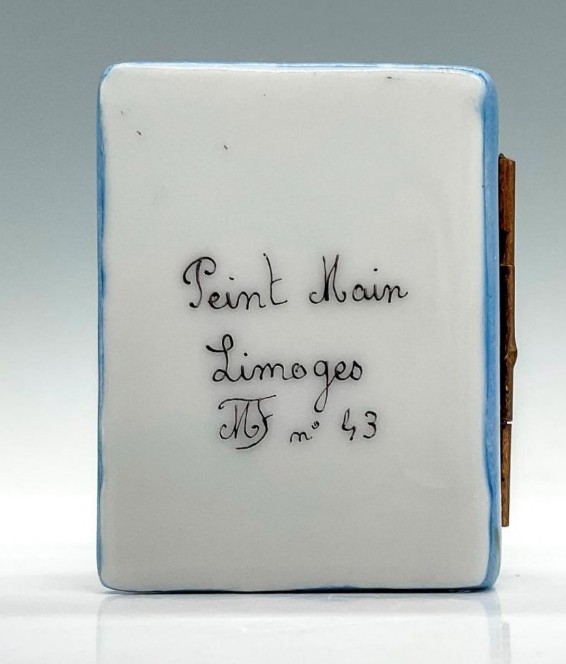 Peint Main
Limoges
MF n° 43